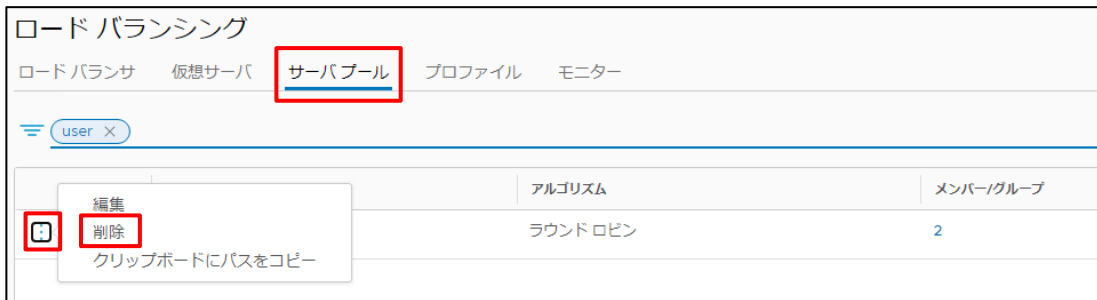 ロード バランシング
ロード バランサ 仮想サーバ サーバ プール プロファイル モニター
user ×
アルゴリズム メンバー/グループ
編集
削除 ラウンド ロビン 2
クリップボードにパスをコピー